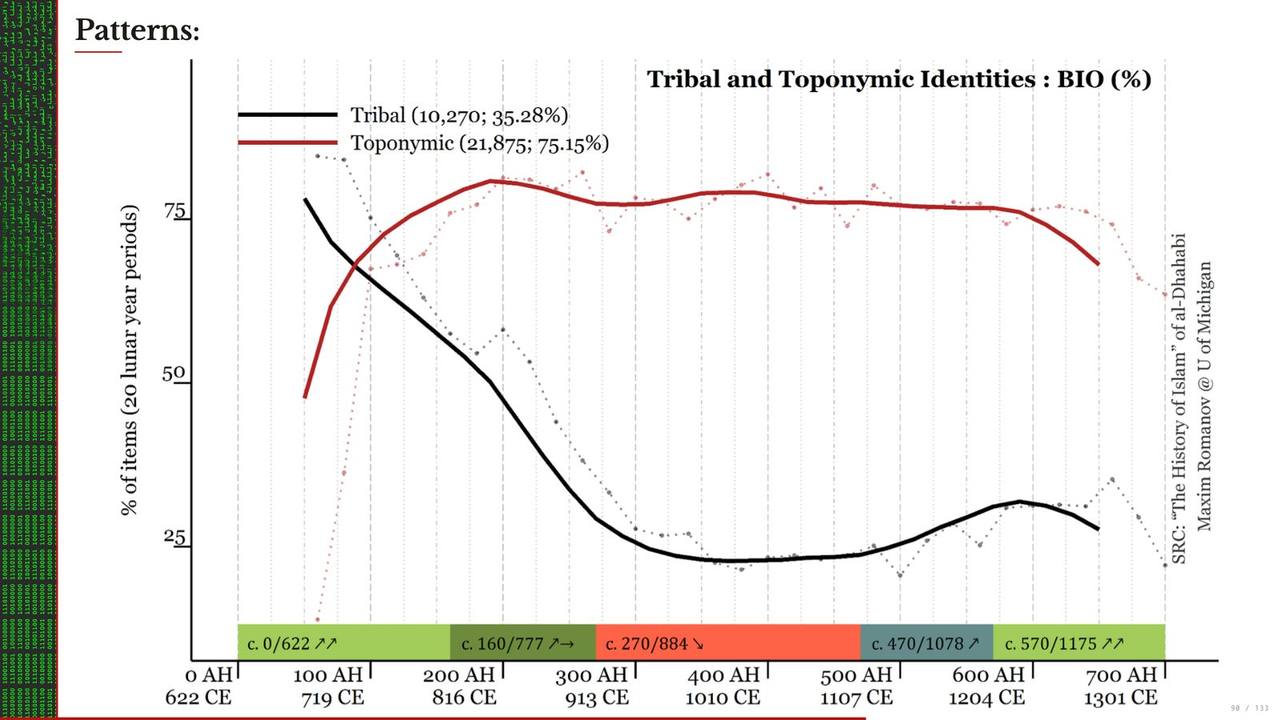 Patterns:
Tribal and Toponymic Identities : BIO (%)
Tribal (10,270; 35.28%)
Toponymic (21,875; 75.15%)
% of items (20 lunar year periods)
75
50
25
SRC: “The History of Islam” of al-Dhahabi
Maxim Romanov @ U of Michigan
c. 0/622 ↗↗
c. 160/777 ↗→
c. 270/884 ↘
c. 470/1078 ↗
c. 570/1175 ↗↗
0 AH
622 CE
100 AH
719 CE
200 AH
816 CE
300 AH
913 CE
400 AH
1010 CE
500 AH
1107 CE
600 AH
1204 CE
700 AH
1301 CE
90 / 133